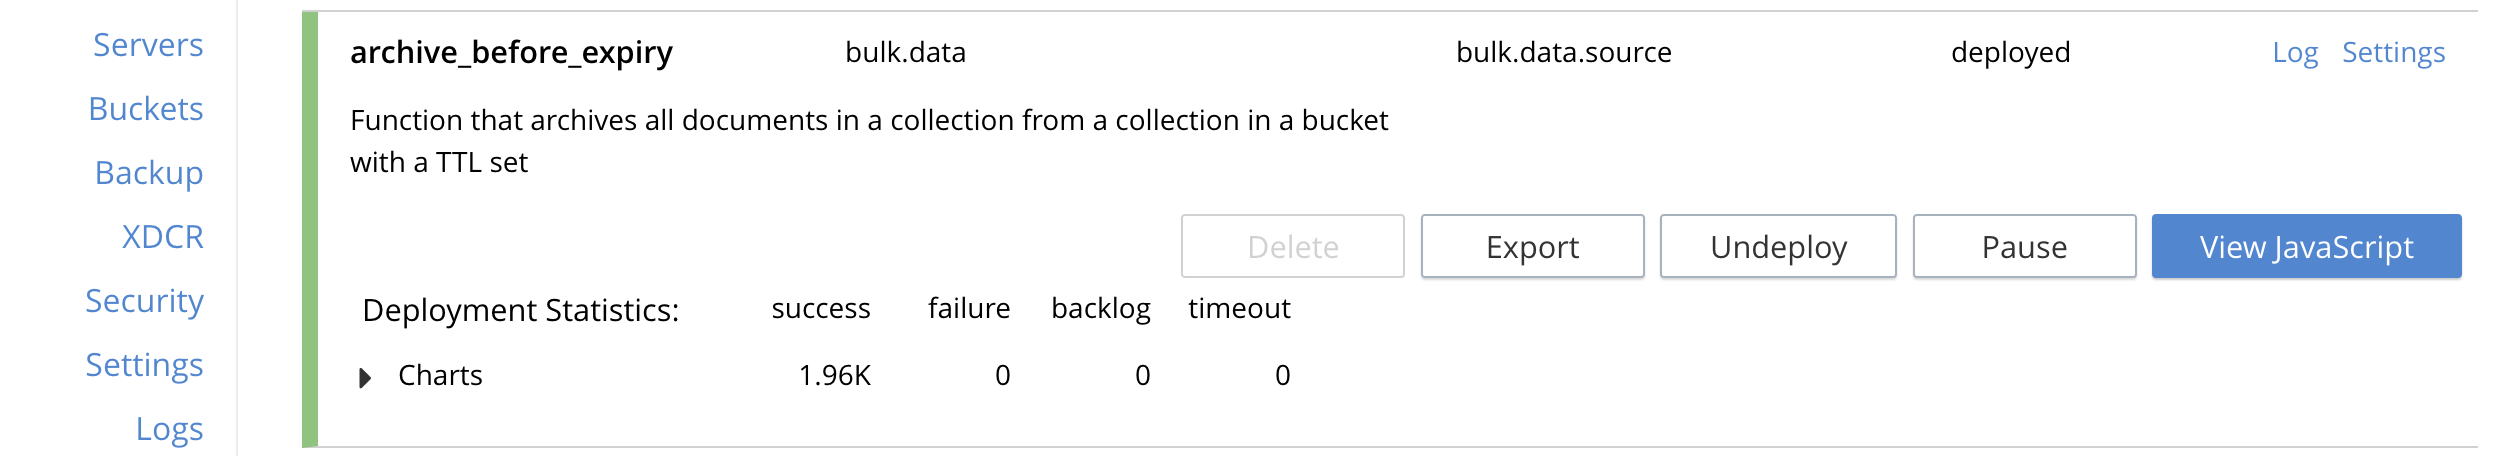 Servers
Buckets
Backup
XDCR
Security
Settings
Logs
archive_before_expiry bulk.data bulk.data.source deployed Log Settings
Function that archives all documents in a collection from a collection in a bucket
with a TTL set
Delete Export Undeploy Pause View JavaScript
Deployment Statistics: success failure backlog timeout
Charts 1.96K 0 0 0